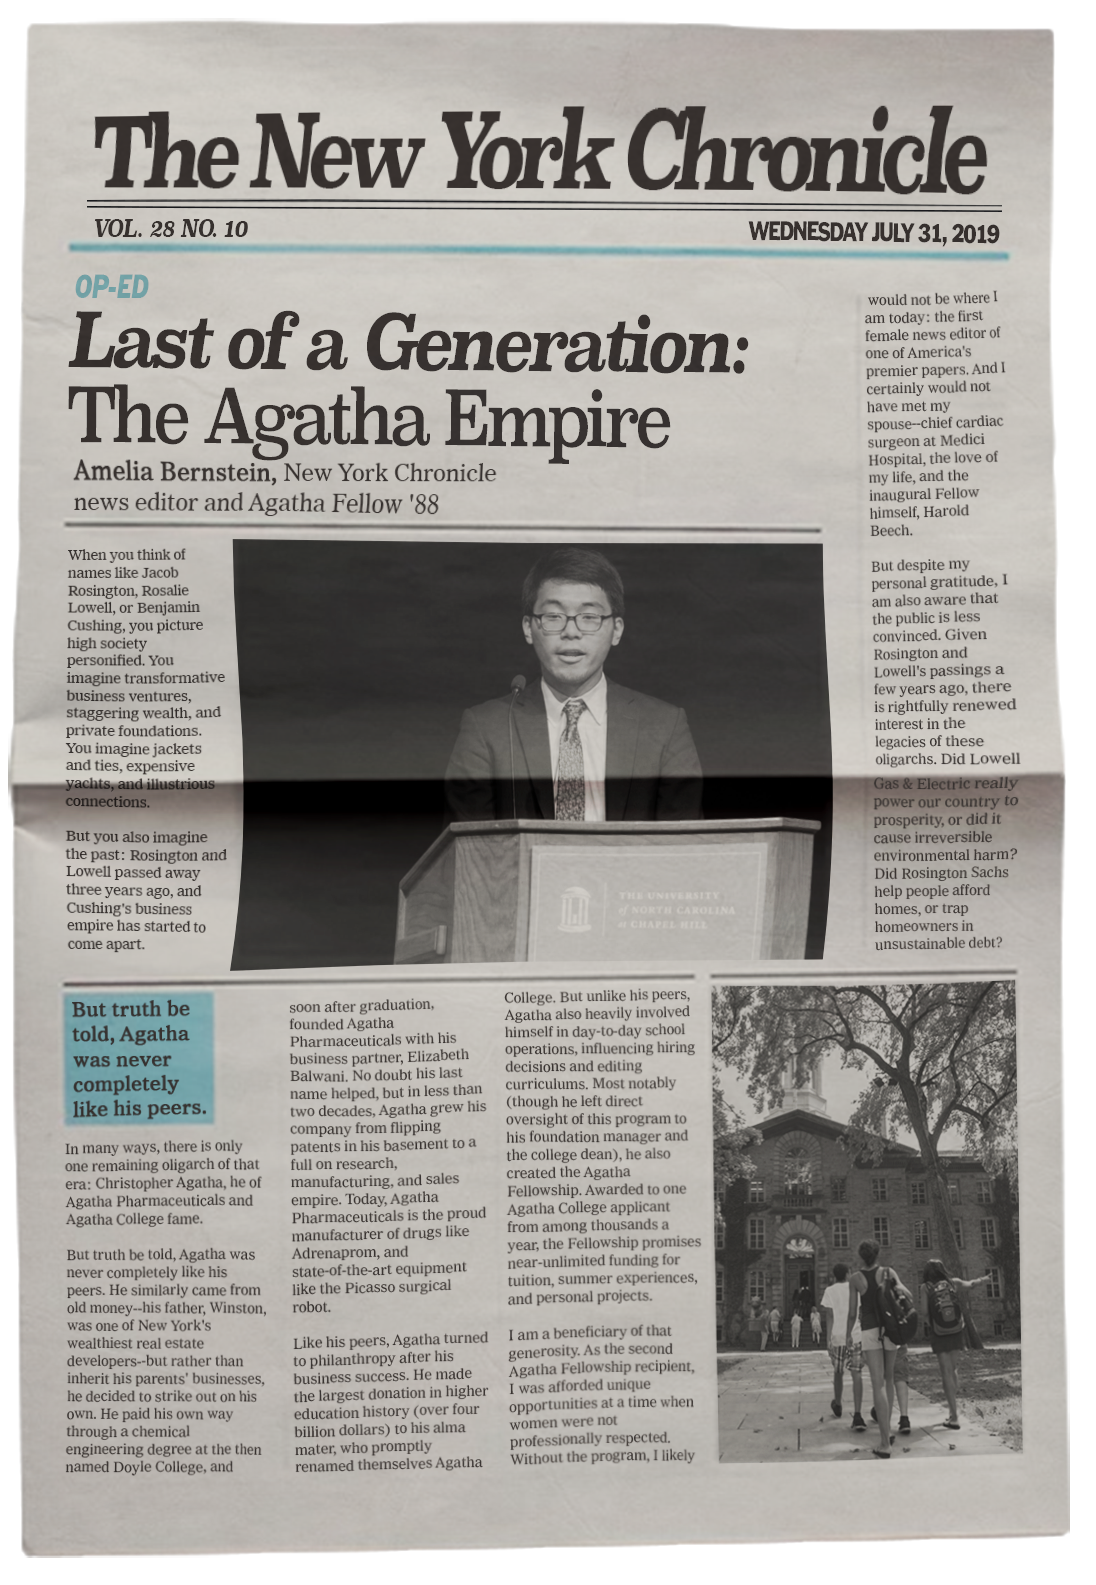 The New York Chronicle
VOL. 28 NO. 10
WEDNESDAY JULY 31, 2019
OP-ED
Last of a Generation:
The Agatha Empire
Amelia Bernstein, New York Chronicle
news editor and Agatha Fellow '88
When you think of
names like Jacob
Rosington, Rosalie
Lowell, or Benjamin
Cushing, you picture
high society
personified. You
imagine transformative
business ventures,
staggering wealth, and
private foundations.
You imagine jackets
and ties, expensive
yachts, and illustrious
connections.
But you also imagine
the past: Rosington and
Lowell passed away
three years ago, and
Cushing's business
empire has started to
come apart.
THE UNIVERSITY
of NORTH CAROLINA
at CHAPEL HILL
But truth be
told, Agatha
was never
completely
like his peers.
In many ways, there is only
one remaining oligarch of that
era: Christopher Agatha, he of
Agatha Pharmaceuticals and
Agatha College fame.
But truth be told, Agatha was
never completely like his
peers. He similarly came from
old money--his father, Winston,
was one of New York's
wealthiest real estate
developers--but rather than
inherit his parents' businesses,
he decided to strike out on his
own. He paid his own way
through a chemical
engineering degree at the then
named Doyle College, and
soon after graduation,
founded Agatha
Pharmaceuticals with his
business partner, Elizabeth
Balwani. No doubt his last
name helped, but in less than
two decades, Agatha grew his
company from flipping
patents in his basement to a
full on research,
manufacturing, and sales
empire. Today, Agatha
Pharmaceuticals is the proud
manufacturer of drugs like
Adrenaprom, and
state-of-the-art equipment
like the Picasso surgical
robot.
Like his peers, Agatha turned
to philanthropy after his
business success. He made
the largest donation in higher
education history (over four
billion dollars) to his alma
mater, who promptly
renamed themselves Agatha
College. But unlike his peers,
Agatha also heavily involved
himself in day-to-day school
operations, influencing hiring
decisions and editing
curriculums. Most notably
(though he left direct
oversight of this program to
his foundation manager and
the college dean), he also
created the Agatha
Fellowship. Awarded to one
Agatha College applicant
from among thousands a
year, the Fellowship promises
near-unlimited funding for
tuition, summer experiences,
and personal projects.
I am a beneficiary of that
generosity. As the second
Agatha Fellowship recipient,
I was afforded unique
opportunities at a time when
women were not
professionally respected.
Without the program, I likely
would not be where I
am today: the first
female news editor of
one of America's
premier papers. And I
certainly would not
have met my
spouse--chief cardiac
surgeon at Medici
Hospital, the love of
my life, and the
inaugural Fellow
himself, Harold
Beech.
But despite my
personal gratitude, I
am also aware that
the public is less
convinced. Given
Rosington and
Lowell's passings a
few years ago, there
is rightfully renewed
interest in the
legacies of these
oligarchs. Did Lowell
Gas & Electric really
power our country to
prosperity, or did it
cause irreversible
environmental harm?
Did Rosington Sachs
help people afford
homes, or trap
homeowners in
unsustainable debt?